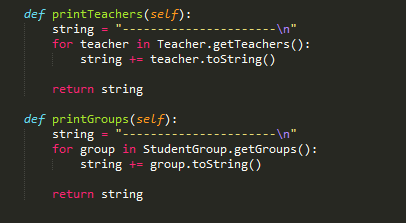 def printTeachers(self):
    string = "----------------------\n"
    for teacher in Teacher.getTeachers():
        string += teacher.toString()

    return string

def printGroups(self):
    string = "----------------------\n"
    for group in StudentGroup.getGroups():
        string += group.toString()

    return string